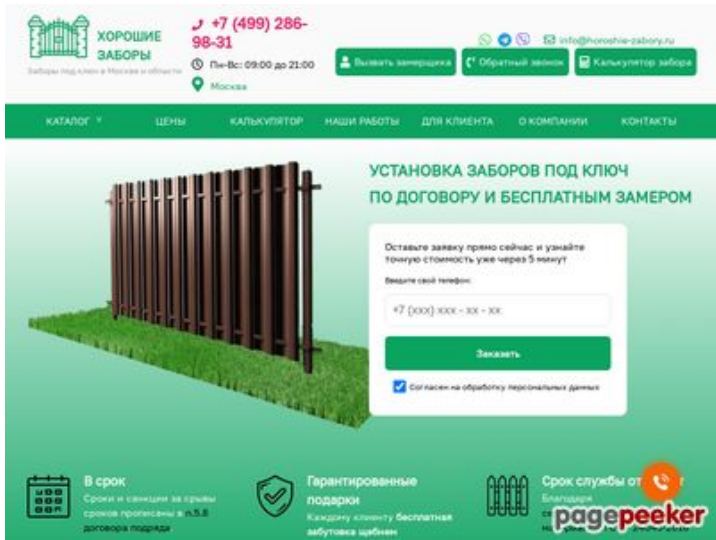 ХОРОШИЕ
ЗАБОРЫ
Заборы под ключ в Москве и области
+7 (499) 286-
98-31
Пн-Вс: 09:00 до 21:00
Москва
info@horoshie-zabory.ru
Вызвать замерщика
Обратный звонок
Калькулятор забора
КАТАЛОГ
ЦЕНЫ
КАЛЬКУЛЯТОР
НАШИ РАБОТЫ
ДЛЯ КЛИЕНТА
О КОМПАНИИ
КОНТАКТЫ
УСТАНОВКА ЗАБОРОВ ПОД КЛЮЧ
ПО ДОГОВОРУ И БЕСПЛАТНЫМ ЗАМЕРОМ
Оставьте заявку прямо сейчас и узнайте
точную стоимость уже через 5 минут
Введите свой телефон:
+7 (xxx) xxx - xx - xx
Заказать
Согласен на обработку персональных данных
В срок
Сроки и санкции за срывы
сроков прописаны в п.5.8
договора подряда
Гарантированные
подарки
Каждому клиенту бесплатная
забутовка щебнем
Срок службы от
Благодаря
pagepeeker